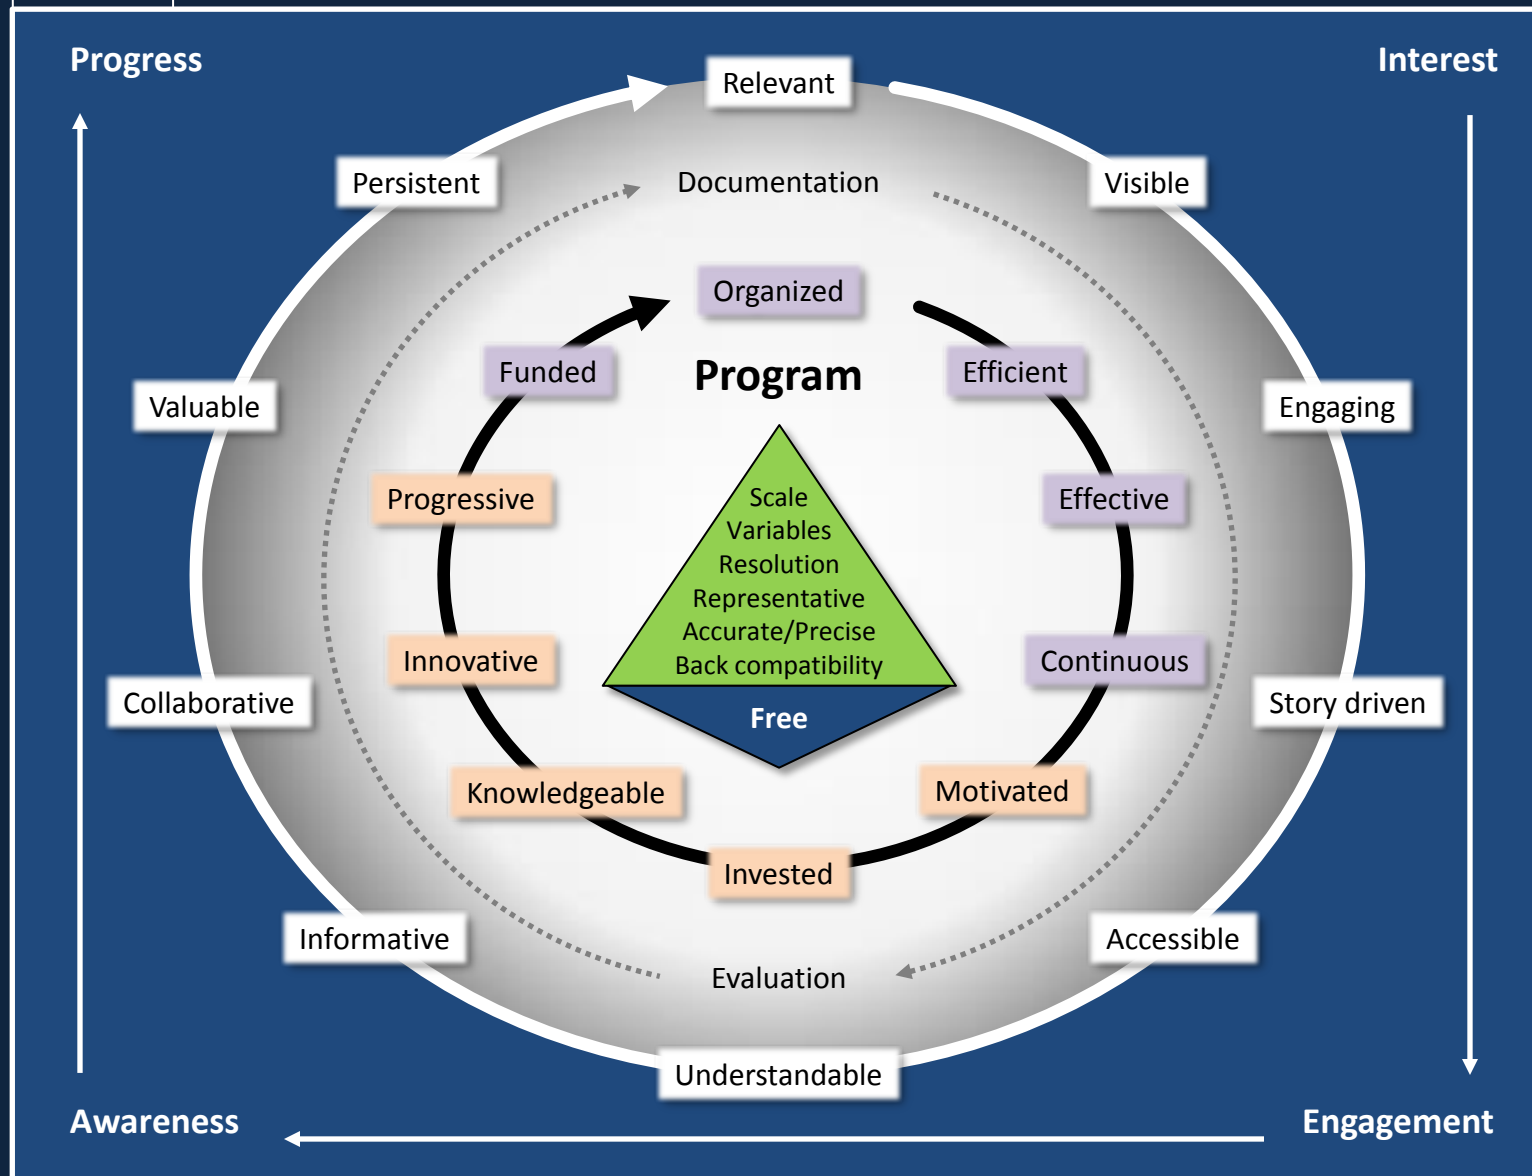 Progress
Interest
Relevant
Persistent
Documentation
Visible
Organized
Funded
Program
Efficient
Valuable
Engaging
Progressive
Scale
Effective
Variables
Resolution
Representative
Accurate/Precise
Innovative
Back compatibility
Continuous
Collaborative
Free
Story driven
Knowledgeable
Motivated
Invested
Informative
Accessible
Evaluation
Understandable
Awareness
Engagement